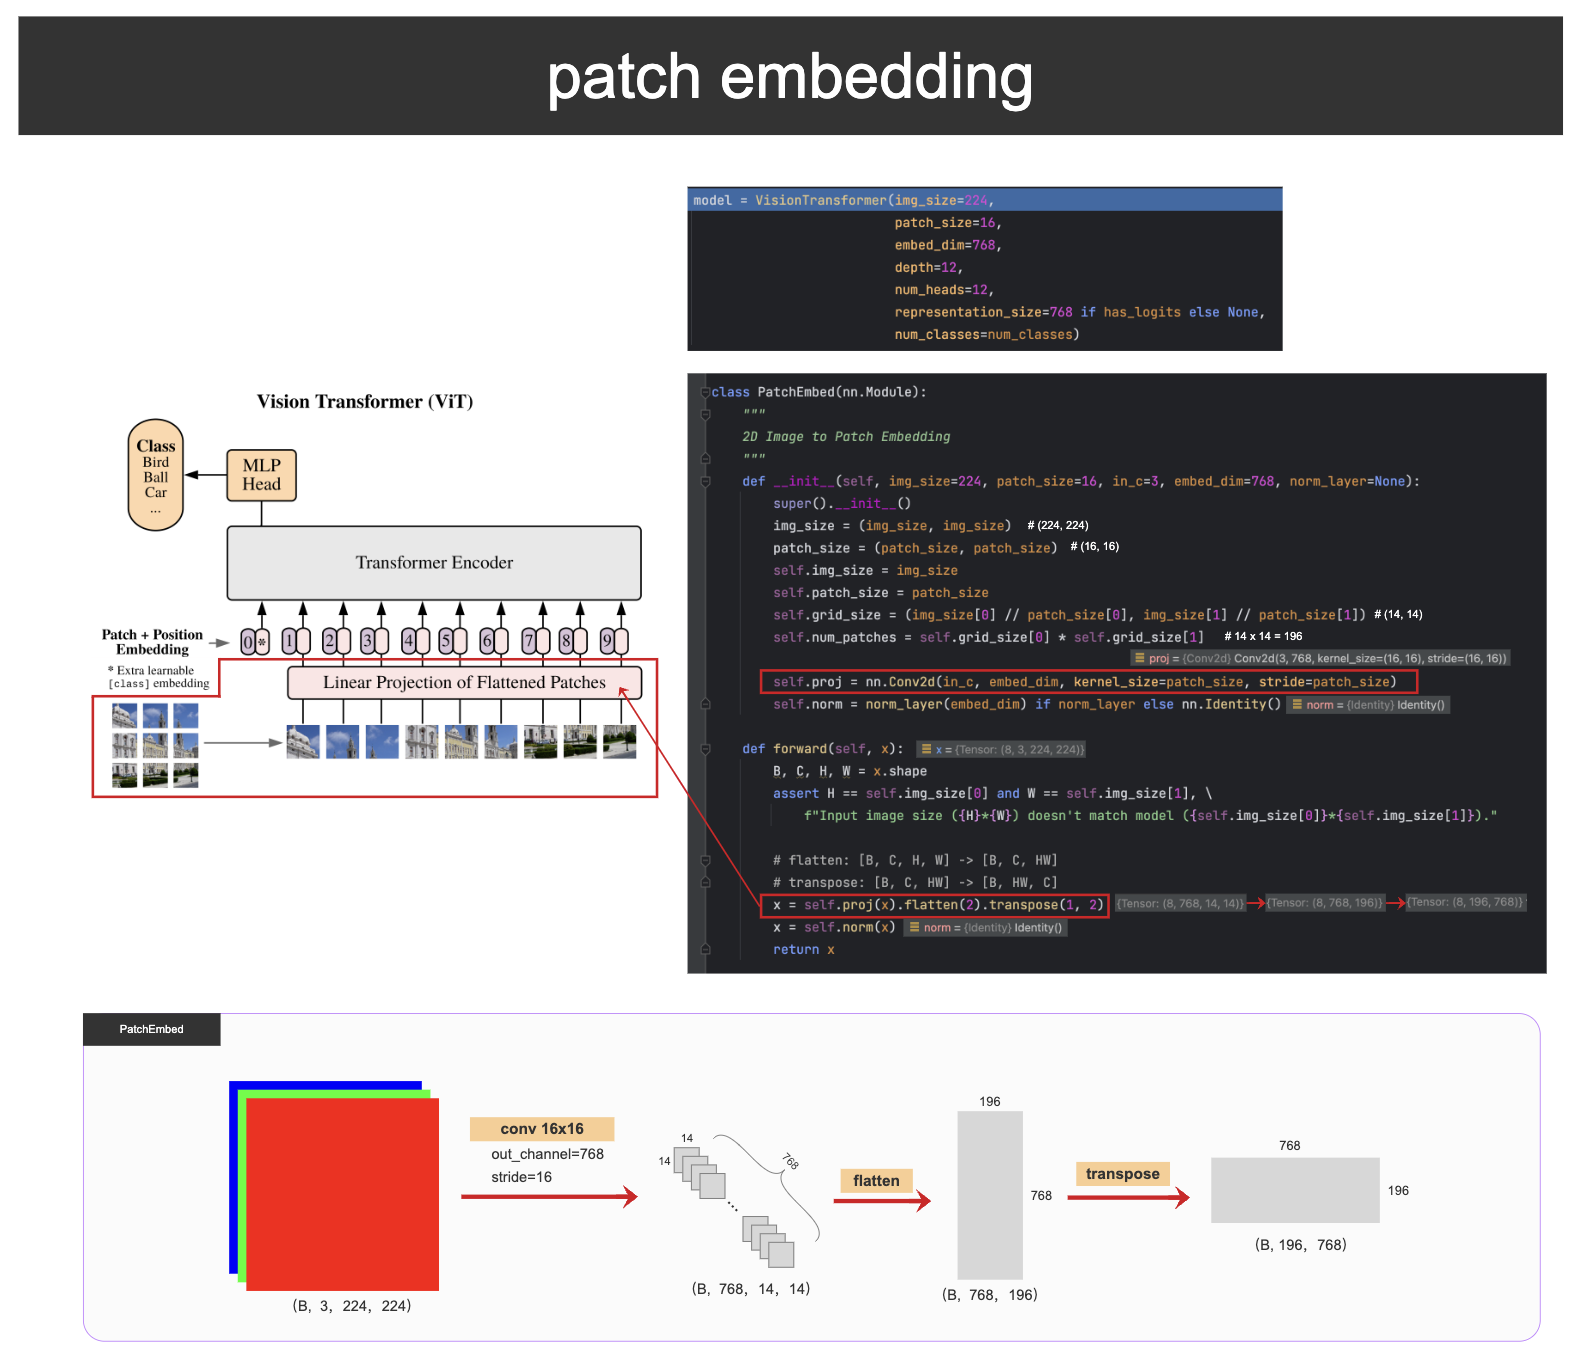 patch embedding
model = VisionTransformer(img_size=224,
patch_size=16,
embed_dim=768,
depth=12,
num_heads=12,
representation_size=768 if has_logits else None,
num_classes=num_classes)
Vision Transformer (ViT)
Class
Bird
Ball
Car
...
MLP
Head
Transformer Encoder
Patch + Position
Embedding
0 * 1 2 3 4 5 6 7 8 9
* Extra learnable
[class] embedding
Linear Projection of Flattened Patches
class PatchEmbed(nn.Module):
"""
2D Image to Patch Embedding
"""
def __init__(self, img_size=224, patch_size=16, in_c=3, embed_dim=768, norm_layer=None):
super().__init__()
img_size = (img_size, img_size) # (224, 224)
patch_size = (patch_size, patch_size) # (16, 16)
self.img_size = img_size
self.patch_size = patch_size
self.grid_size = (img_size[0] // patch_size[0], img_size[1] // patch_size[1]) # (14, 14)
self.num_patches = self.grid_size[0] * self.grid_size[1] # 14 x 14 = 196
proj = {Conv2d} Conv2d(3, 768, kernel_size=(16, 16), stride=(16, 16))
self.proj = nn.Conv2d(in_c, embed_dim, kernel_size=patch_size, stride=patch_size)
self.norm = norm_layer(embed_dim) if norm_layer else nn.Identity() norm = {Identity} Identity()
def forward(self, x): x = {Tensor: (8, 3, 224, 224)}
B, C, H, W = x.shape
assert H == self.img_size[0] and W == self.img_size[1], \
f"Input image size ({H}*{W}) doesn't match model ({self.img_size[0]}*{self.img_size[1]})."
# flatten: [B, C, H, W] -> [B, C, HW]
# transpose: [B, C, HW] -> [B, HW, C]
x = self.proj(x).flatten(2).transpose(1, 2) {Tensor: (8, 768, 14, 14)} {Tensor: (8, 768, 196)} {Tensor: (8, 196, 768)}
x = self.norm(x) norm = {Identity} Identity()
return x
PatchEmbed
(B, 3, 224, 224)
conv 16x16
out_channel=768
stride=16
14
14
768
...
(B, 768, 14, 14)
flatten
196
768
(B, 768, 196)
transpose
768
196
(B, 196, 768)